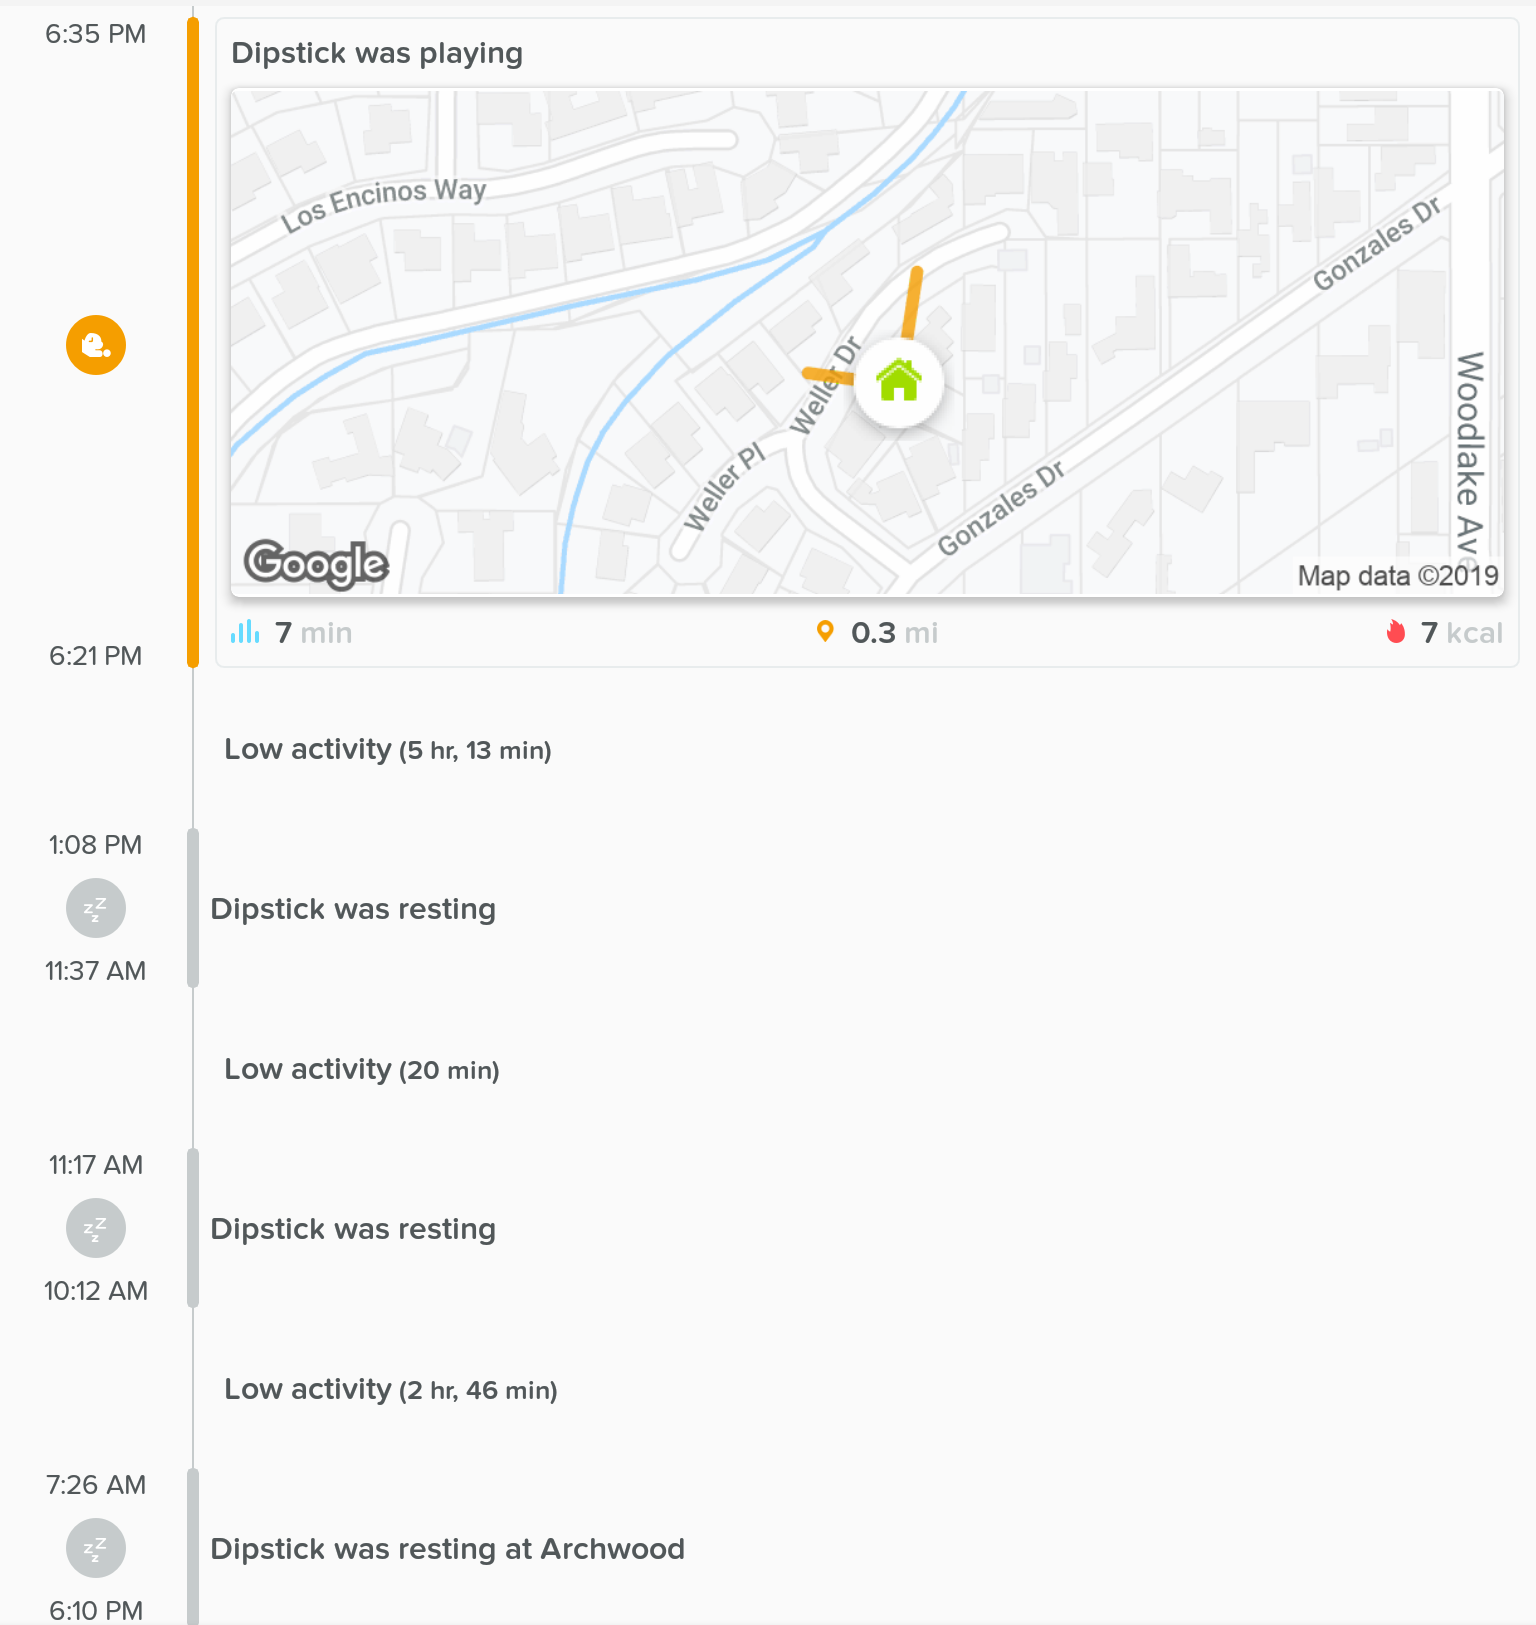 6:35 PM
Dipstick was playing
Los Encinos Way
Gonzales Dr
Weller Dr
Woodlake Ave
Weller Pl
Gonzales Dr
Google
Map data ©2019
7 min
0.3 mi
7 kcal
6:21 PM
Low activity (5 hr, 13 min)
1:08 PM
zZz
Dipstick was resting
11:37 AM
Low activity (20 min)
11:17 AM
zZz
Dipstick was resting
10:12 AM
Low activity (2 hr, 46 min)
7:26 AM
zZz
Dipstick was resting at Archwood
6:10 PM